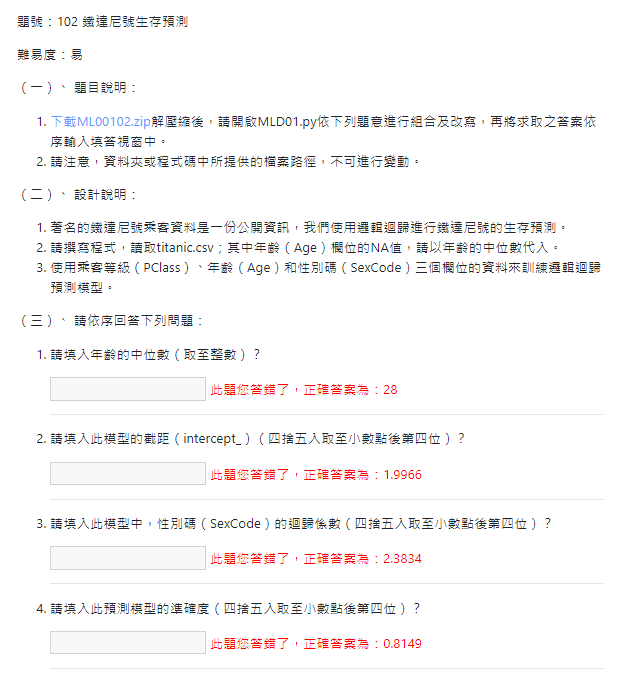 題號：102 鐵達尼號生存預測
難易度：易
（一）、 題目說明：
1. 下載ML00102.zip解壓縮後，請開啟MLD01.py依下列題意進行組合及改寫，再將求取之答案依
序輸入填答視窗中。
2. 請注意，資料夾或程式碼中所提供的檔案路徑，不可進行變動。
（二）、 設計說明：
1. 著名的鐵達尼號乘客資料是一份公開資訊，我們使用邏輯迴歸進行鐵達尼號的生存預測。
2. 請撰寫程式，讀取titanic.csv；其中年齡（Age）欄位的NA值，請以年齡的中位數代入。
3. 使用乘客等級（PClass）、年齡（Age）和性別碼（SexCode）三個欄位的資料來訓練邏輯迴歸
預測模型。
（三）、 請依序回答下列問題：
1. 請填入年齡的中位數（取至整數）？
此題您答錯了，正確答案為：28
2. 請填入此模型的截距（intercept_）（四捨五入取至小數點後第四位）？
此題您答錯了，正確答案為：1.9966
3. 請填入此模型中，性別碼（SexCode）的迴歸係數（四捨五入取至小數點後第四位）？
此題您答錯了，正確答案為：2.3834
4. 請填入此預測模型的準確度（四捨五入取至小數點後第四位）？
此題您答錯了，正確答案為：0.8149